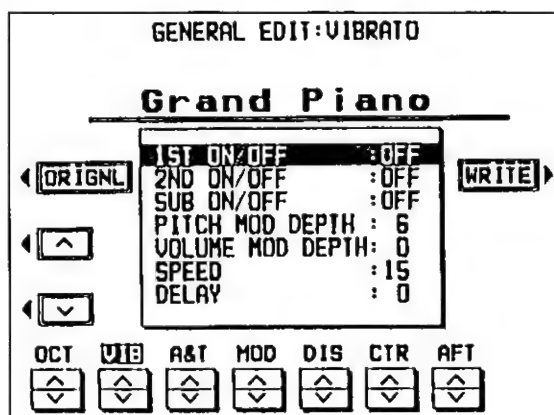 GENERAL EDIT:VIBRATO
Grand Piano
1ST ON/OFF :OFF
2ND ON/OFF :OFF
SUB ON/OFF :OFF
PITCH MOD DEPTH : 6
VOLUME MOD DEPTH: 0
SPEED :15
DELAY : 0
ORIGNL
WRITE
OCT VIB A&T MOD DIS CTR AFT